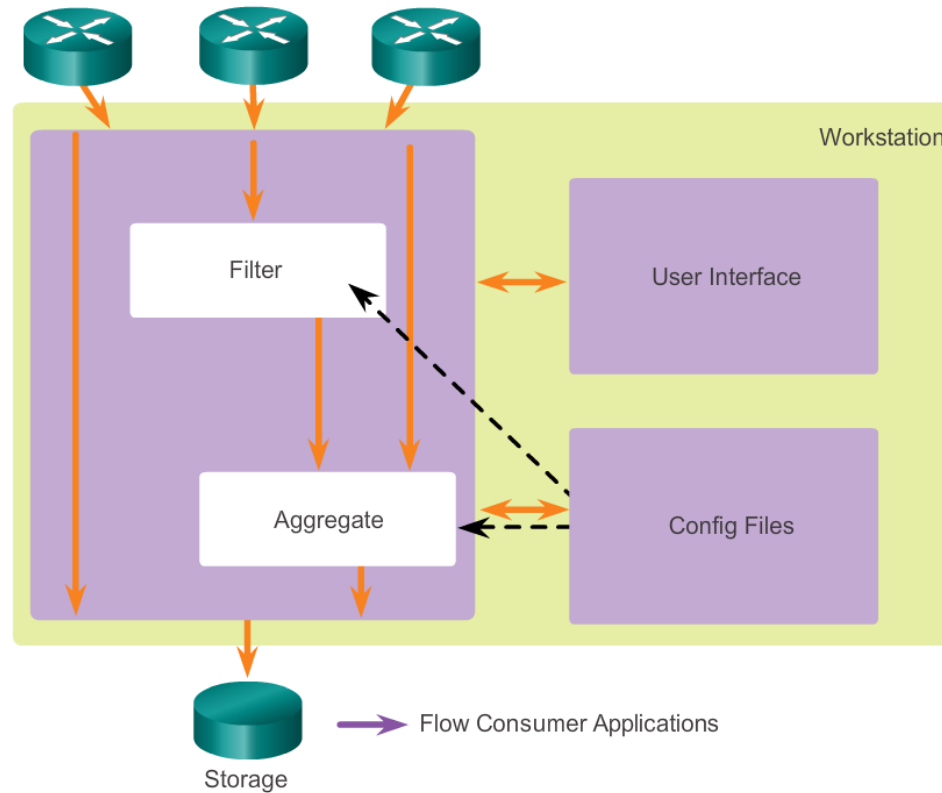 Workstation
Filter
User Interface
Aggregate
Config Files
Flow Consumer Applications
Storage